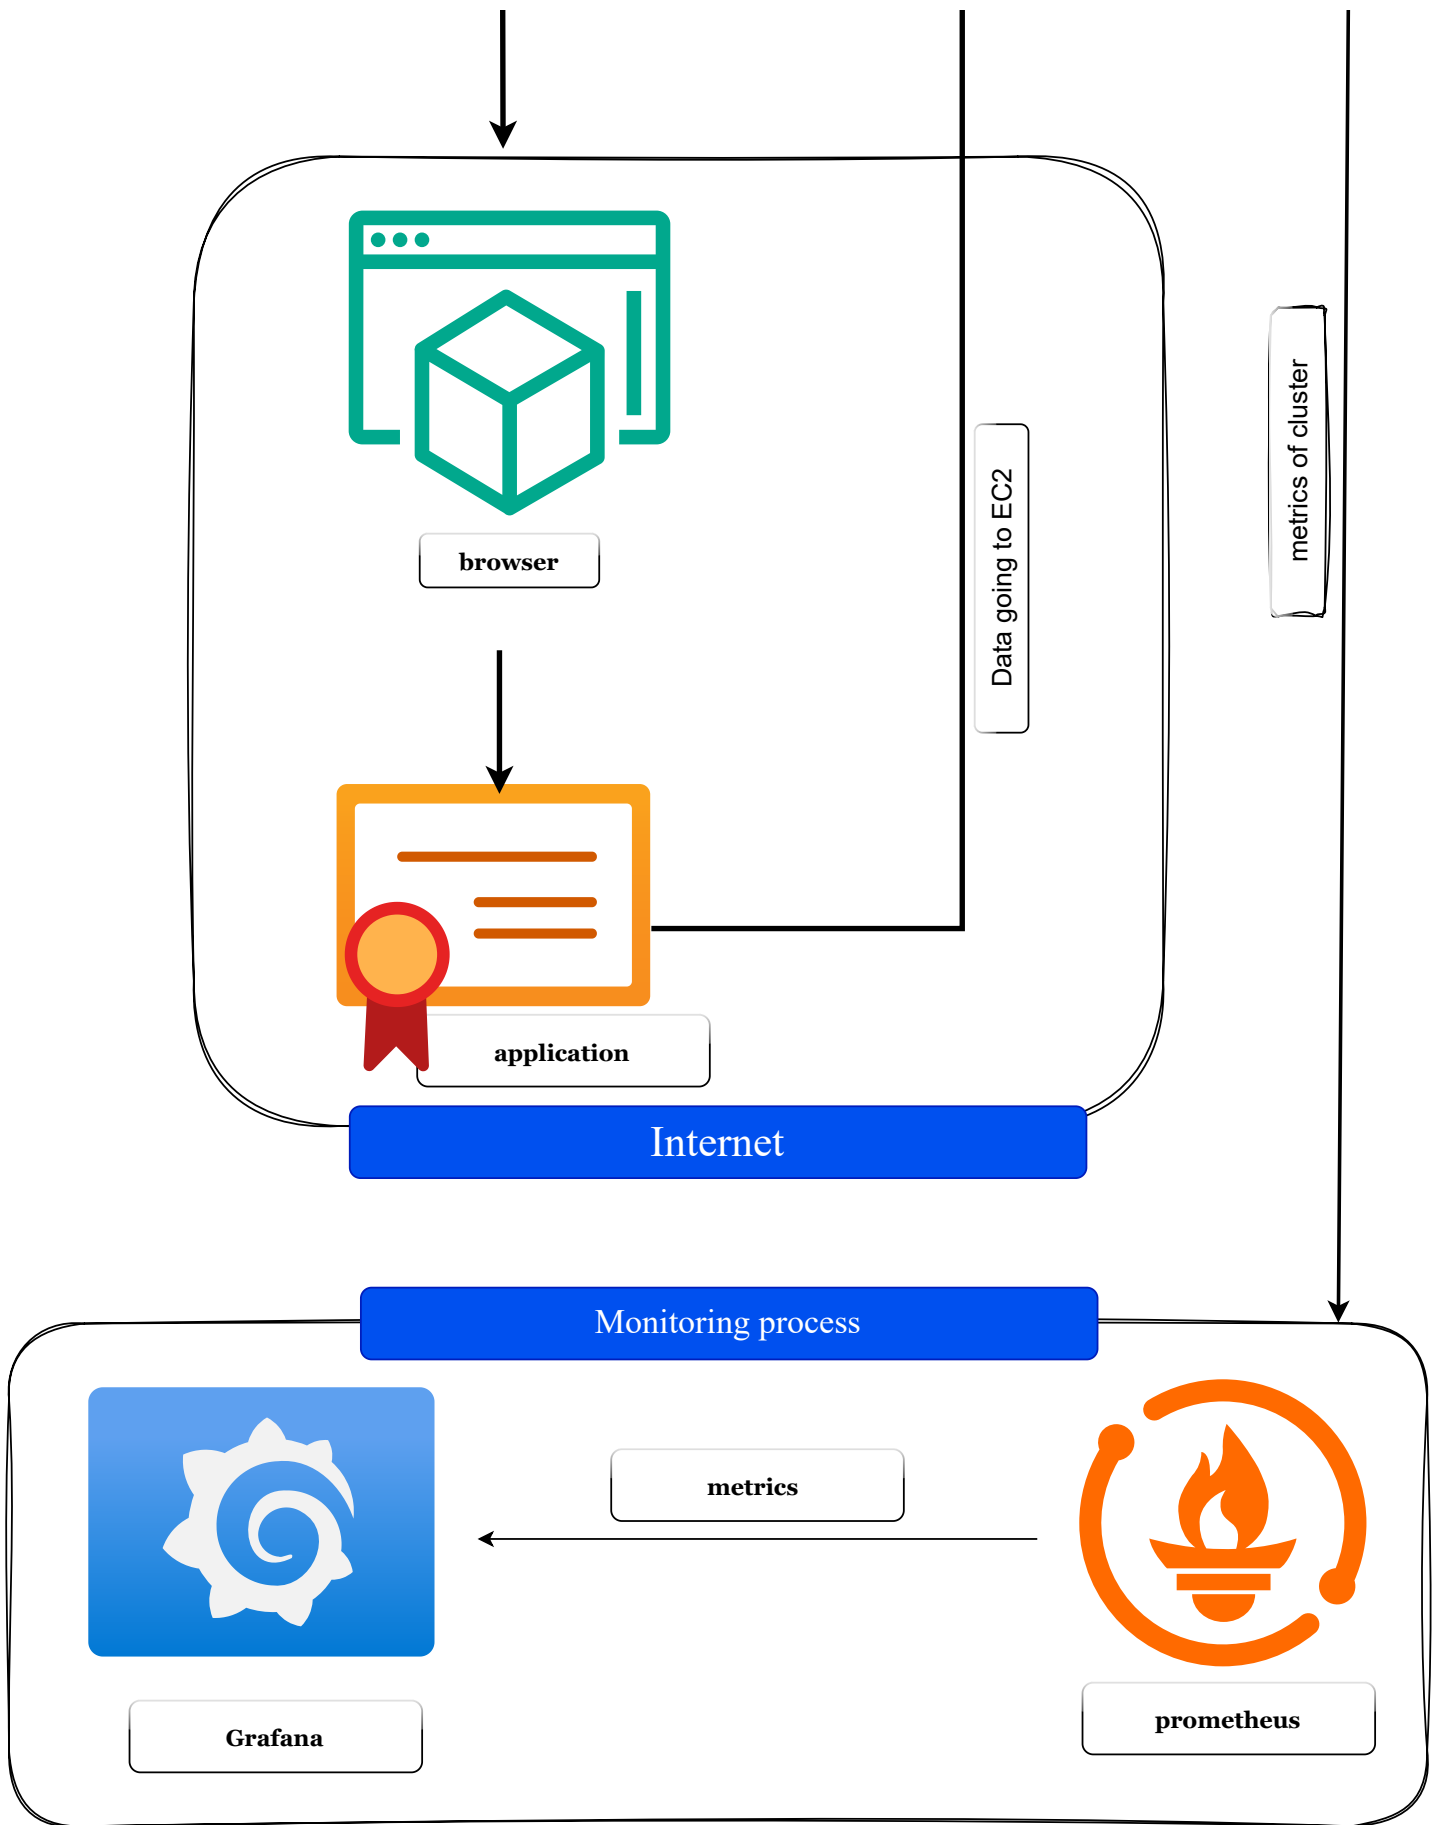 browser
Data going to EC2
metrics of cluster
application
Internet
Monitoring process
metrics
Grafana
prometheus